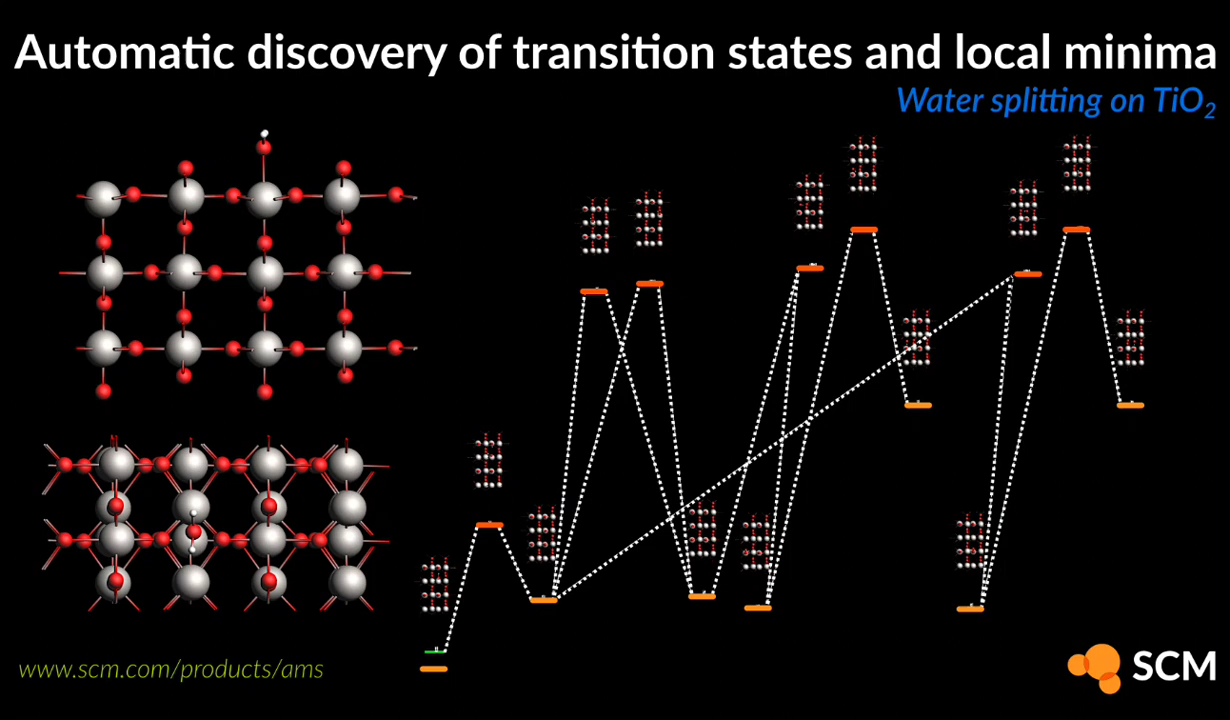 Automatic discovery of transition states and local minima
Water splitting on TiO₂
www.scm.com/products/ams
SCM